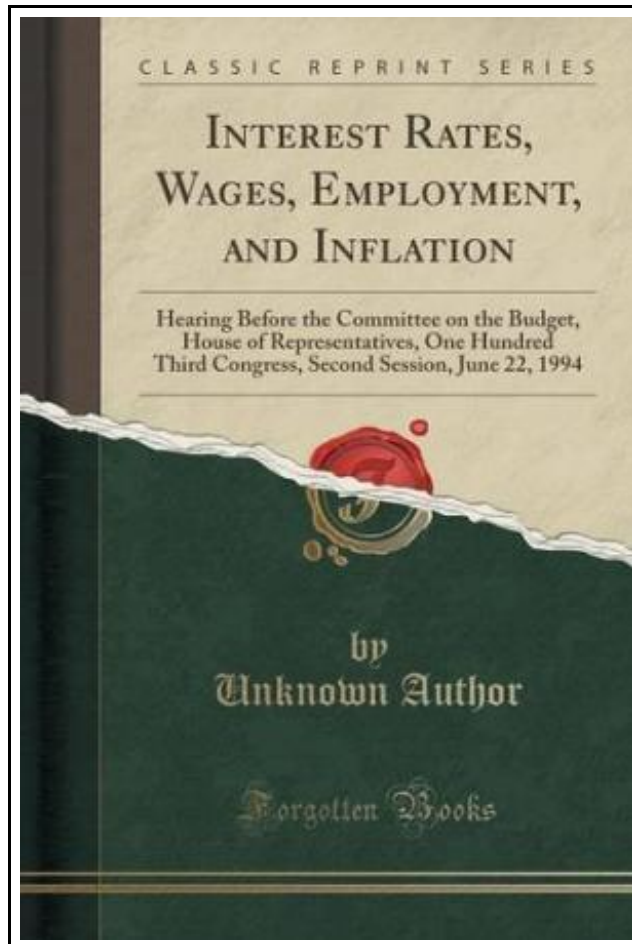 CLASSIC REPRINT SERIES
INTEREST RATES,
WAGES, EMPLOYMENT,
AND INFLATION
Hearing Before the Committee on the Budget,
House of Representatives, One Hundred
Third Congress, Second Session, June 22, 1994
by
Unknown Author
Forgotten Books